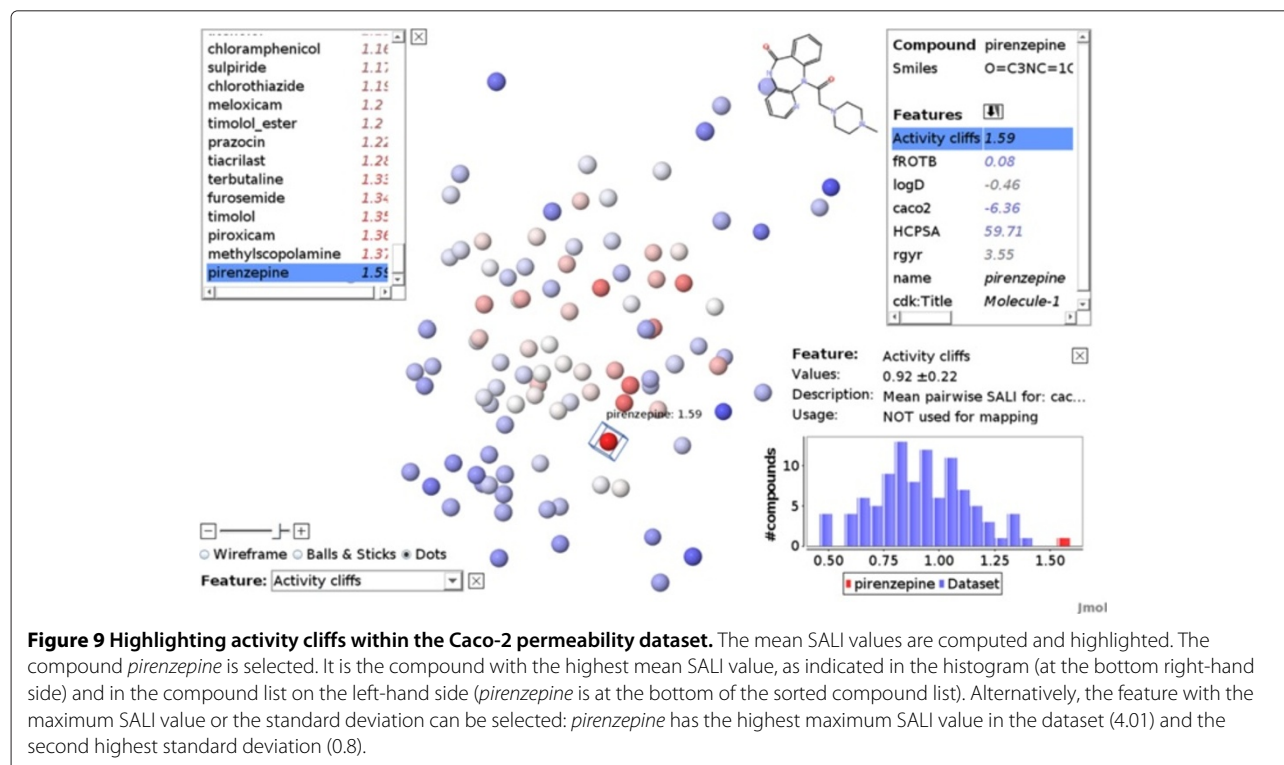 chloramphenicol 1.16
sulpiride 1.17
chlorothiazide 1.19
meloxicam 1.2
timolol_ester 1.2
prazocin 1.22
tiacrilast 1.28
terbutaline 1.33
furosemide 1.34
timolol 1.35
piroxicam 1.36
methylscopolamine 1.37
pirenzepine 1.59
Compound pirenzepine
Smiles O=C3NC=1C
Features
Activity cliffs 1.59
fROTB 0.08
logD -0.46
caco2 -6.36
HCPSA 59.71
rgyr 3.55
name pirenzepine
cdk:Title Molecule-1
pirenzepine: 1.59
Feature: Activity cliffs
Values: 0.92 ±0.22
Description: Mean pairwise SALI for: cac...
Usage: NOT used for mapping
#compounds
10
5
0
0.50 0.75 1.00 1.25 1.50
pirenzepine Dataset
Wireframe Balls & Sticks Dots
Feature: Activity cliffs
Jmol
Figure 9 Highlighting activity cliffs within the Caco-2 permeability dataset. The mean SALI values are computed and highlighted. The
compound pirenzepine is selected. It is the compound with the highest mean SALI value, as indicated in the histogram (at the bottom right-hand
side) and in the compound list on the left-hand side (pirenzepine is at the bottom of the sorted compound list). Alternatively, the feature with the
maximum SALI value or the standard deviation can be selected: pirenzepine has the highest maximum SALI value in the dataset (4.01) and the
second highest standard deviation (0.8).